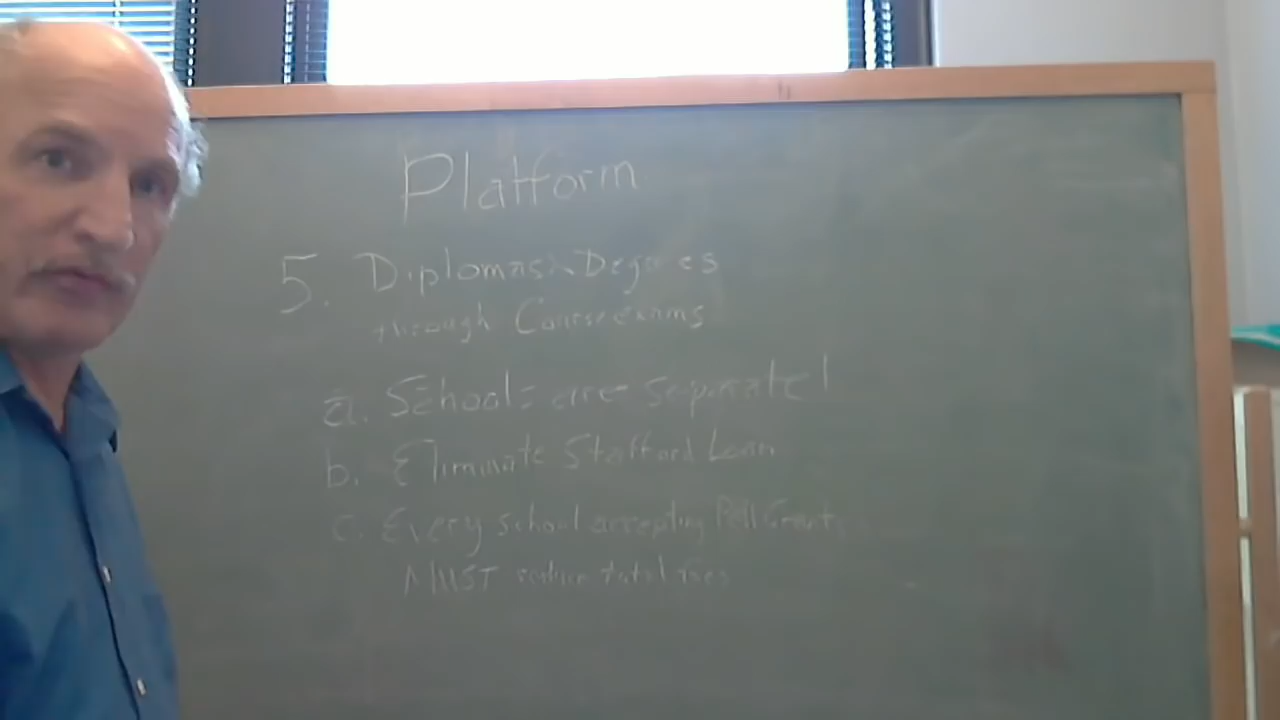 Platform
5. Diplomas & Degrees
through Course exams
a. Schools are separate!
b. Eliminate Stafford Loan
c. Every school accepting Pell Grants
MUST reduce total fees